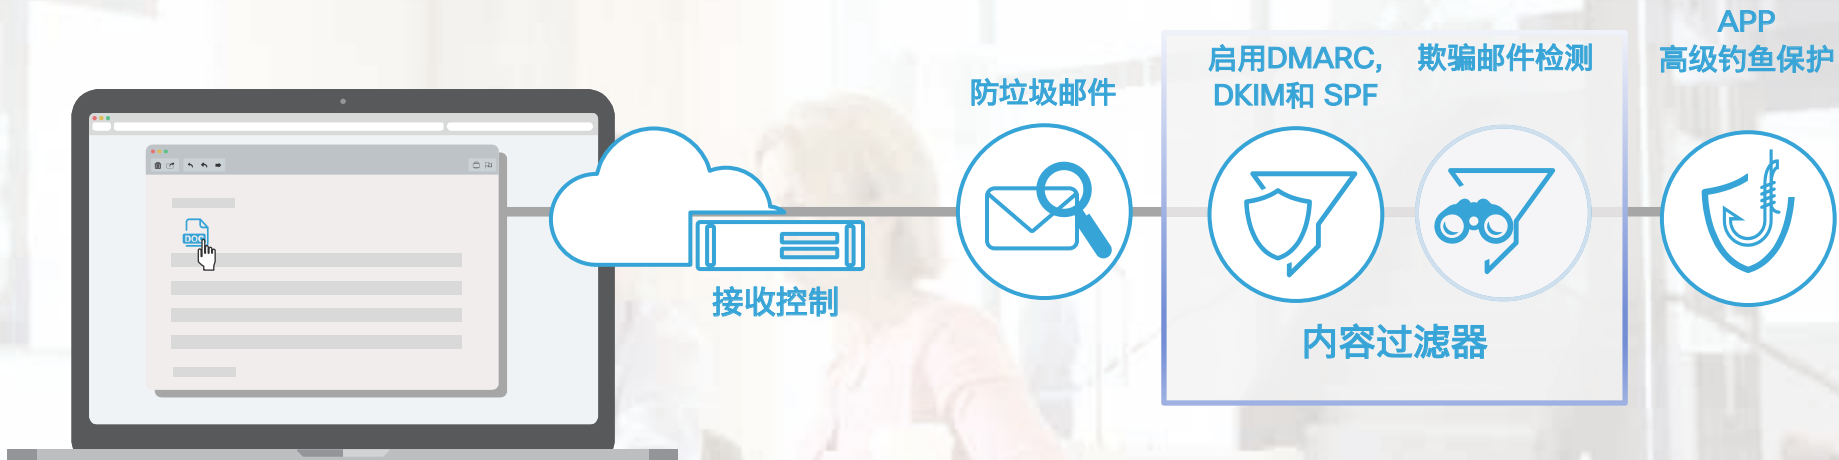 DOC
接收控制
防垃圾邮件
启用DMARC,
DKIM和 SPF
欺骗邮件检测
内容过滤器
APP
高级钓鱼保护